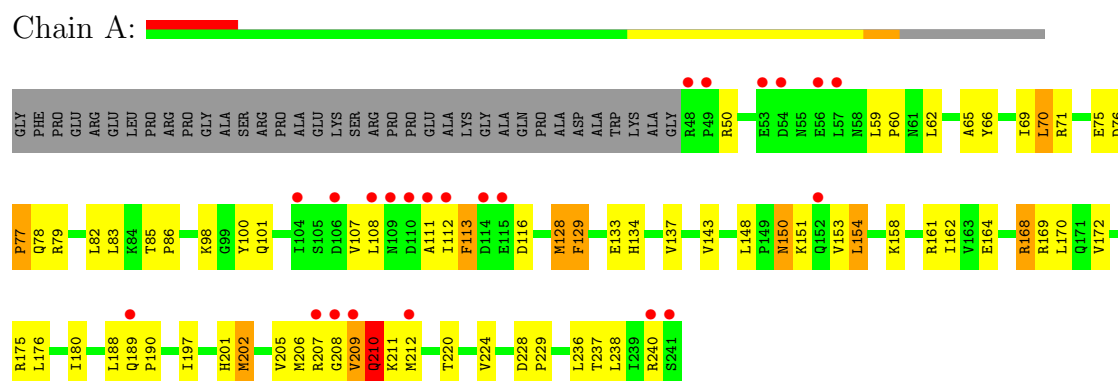 Chain A:
GLY PHE PRO GLU ARG GLU LEU PRO ARG PRO GLY ALA SER ARG PRO ALA GLU LYS SER ARG PRO PRO GLU ALA LYS GLY ALA GLN PRO ALA ASP ALA TRP LYS ALA GLY R48 P49 R50 E53 D54 N55 E56 L57 N58 L59 P60 N61 L62 A65 Y66 I69 L70 R71 E75 D76
P77 Q78 R79 L82 L83 K84 T85 P86 K98 G99 Y100 Q101 I104 S105 D106 V107 L108 N109 D110 A111 I112 F113 D114 E115 D116 M128 F129 E133 H134 V137 V143 L148 P149 N150 K151 Q152 V153 L154 K158 R161 I162 V163 E164 R168 R169 L170 Q171 V172
R175 L176 I180 L188 Q189 P190 I197 H201 M202 V205 M206 R207 G208 V209 Q210 K211 M212 T220 V224 D228 P229 L236 T237 L238 I239 R240 S241